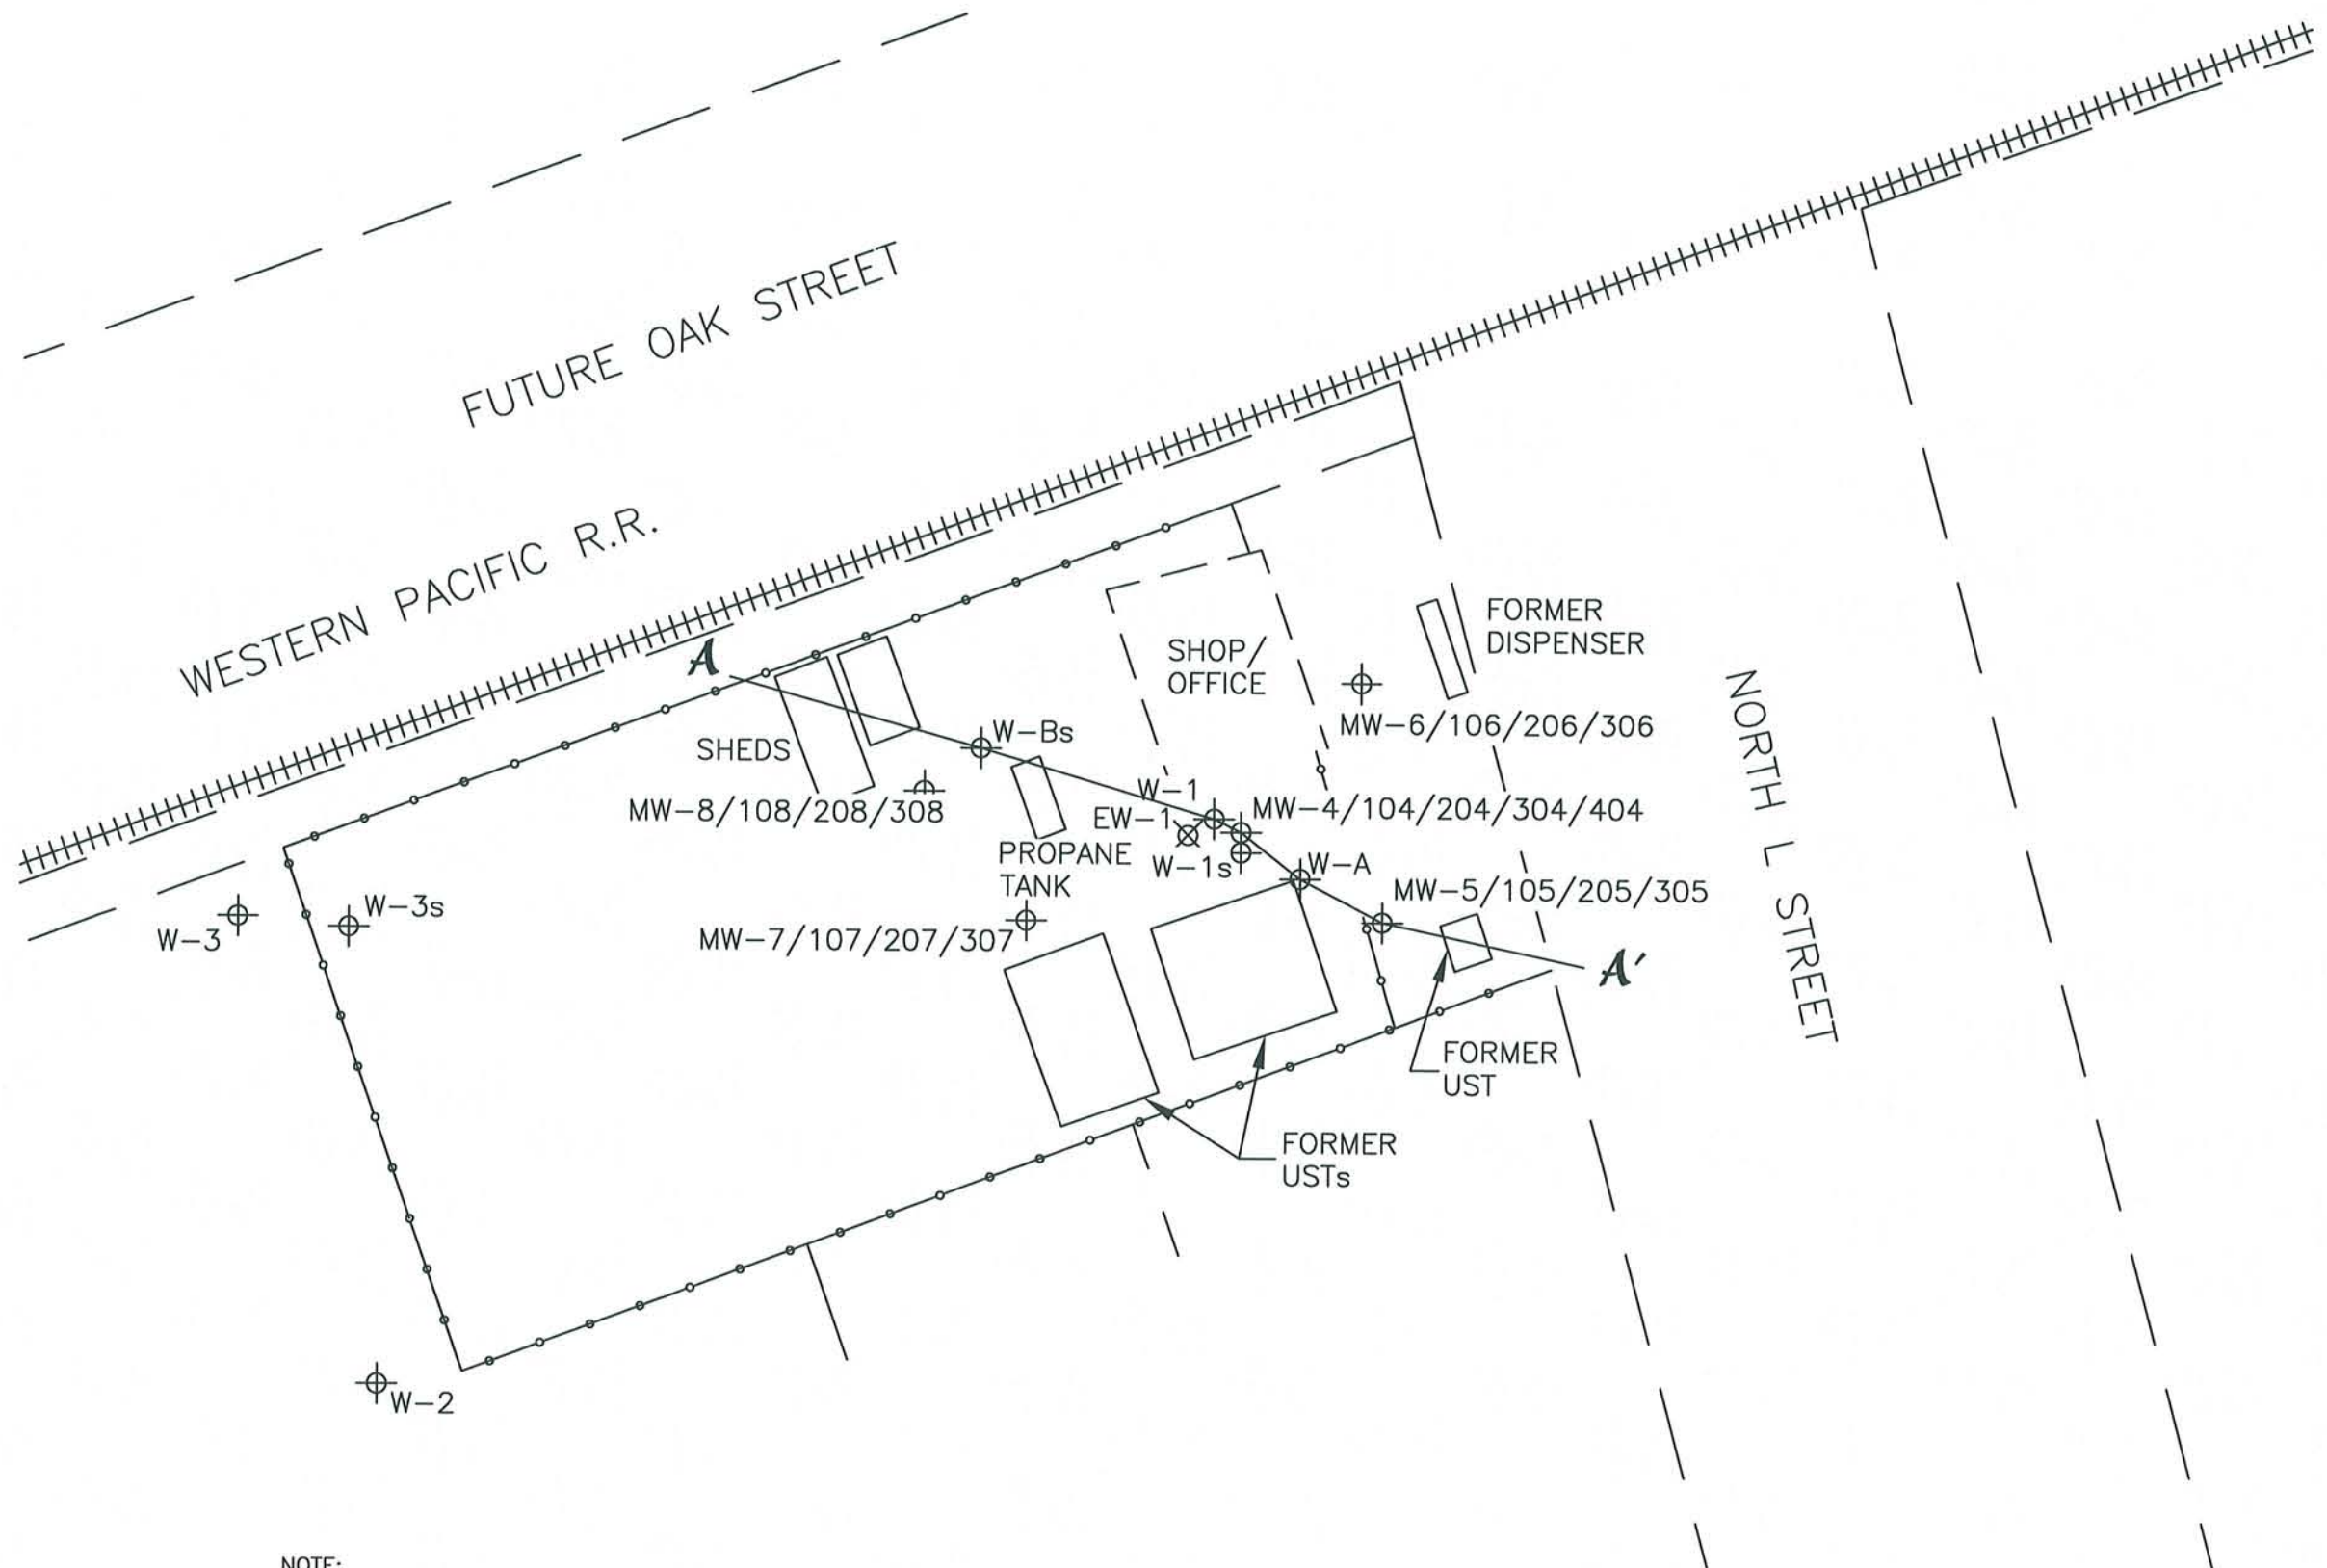 FUTURE OAK STREET
WESTERN PACIFIC R.R.
A
SHEDS
W-Bs
MW-8/108/208/308
SHOP/
OFFICE
FORMER
DISPENSER
MW-6/106/206/306
W-1
EW-1
MW-4/104/204/304/404
PROPANE
TANK
W-1s
W-A
MW-5/105/205/305
W-3
W-3s
MW-7/107/207/307
A'
NORTH L STREET
FORMER
UST
FORMER
USTs
W-2
NOTE: